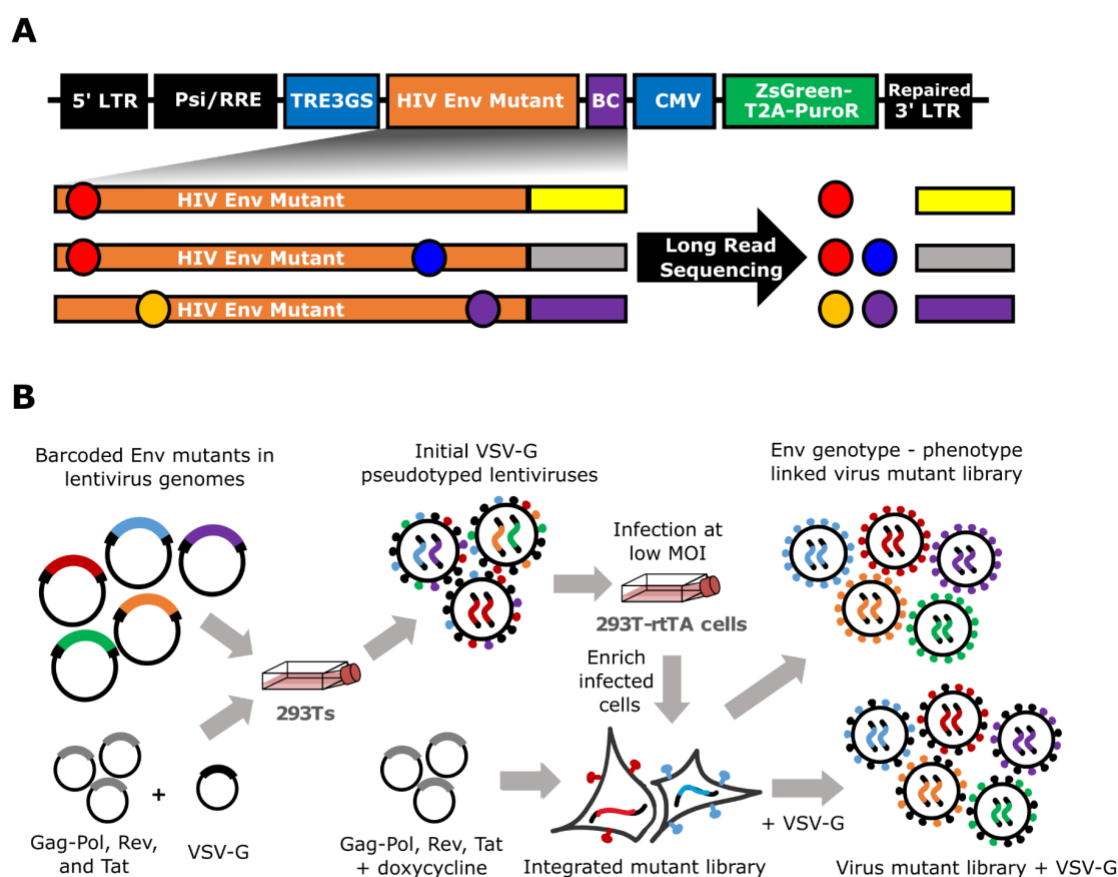 A
5' LTR
Psi/RRE
TRE3GS
HIV Env Mutant
BC
CMV
ZsGreen-
T2A-PuroR
Repaired
3' LTR
HIV Env Mutant
HIV Env Mutant
HIV Env Mutant
Long Read
Sequencing
B
Barcoded Env mutants in
lentivirus genomes
Initial VSV-G
pseudotyped lentiviruses
Env genotype - phenotype
linked virus mutant library
Infection at
low MOI
293T-rtTA cells
Enrich
infected
cells
293Ts
+
Gag-Pol, Rev,
and Tat
VSV-G
Gag-Pol, Rev, Tat
+ doxycycline
Integrated mutant library
+ VSV-G
Virus mutant library + VSV-G